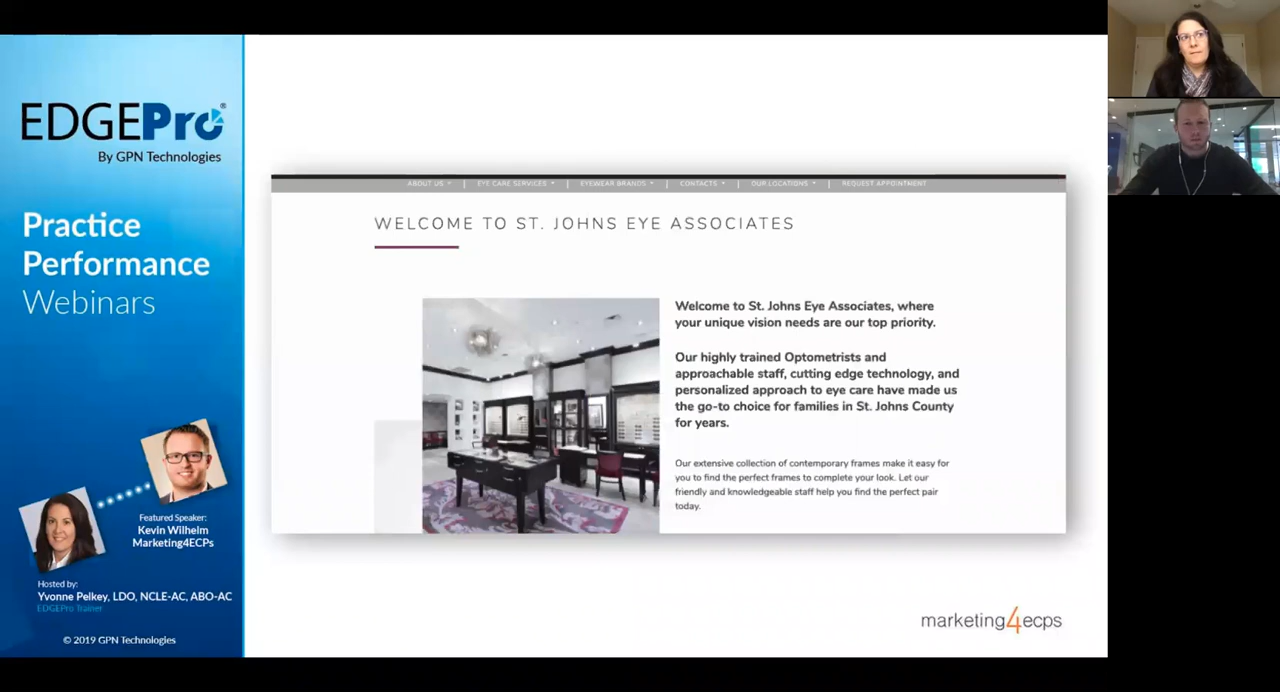 EDGEPro®
By GPN Technologies
Practice
Performance
Webinars
Featured Speaker:
Kevin Wilhelm
Marketing4ECPs
Hosted by:
Yvonne Pelkey, LDO, NCLE-AC, ABO-AC
EDGEPro Trainer
© 2019 GPN Technologies
ABOUT US | EYE CARE SERVICES | EYEWEAR BRANDS | CONTACTS | OUR LOCATIONS | REQUEST APPOINTMENT
WELCOME TO ST. JOHNS EYE ASSOCIATES
Welcome to St. Johns Eye Associates, where
your unique vision needs are our top priority.
Our highly trained Optometrists and
approachable staff, cutting edge technology, and
personalized approach to eye care have made us
the go-to choice for families in St. Johns County
for years.
Our extensive collection of contemporary frames make it easy for
you to find the perfect frames to complete your look. Let our
friendly and knowledgeable staff help you find the perfect pair
today.
marketing4ecps